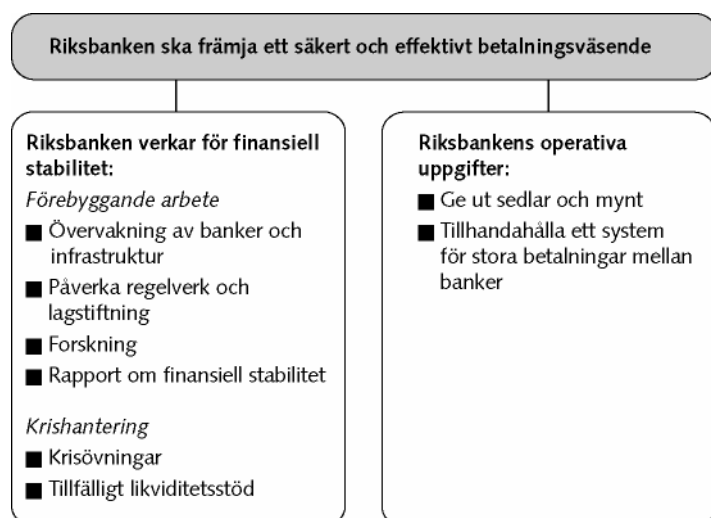 Riksbanken ska främja ett säkert och effektivt betalningsväsende
Riksbanken verkar för finansiell
stabilitet:
Förebyggande arbete
■ Övervakning av banker och
infrastruktur
■ Påverka regelverk och
lagstiftning
■ Forskning
■ Rapport om finansiell stabilitet
Krishantering
■ Krisövningar
■ Tillfälligt likviditetsstöd
Riksbankens operativa
uppgifter:
■ Ge ut sedlar och mynt
■ Tillhandahålla ett system
för stora betalningar mellan
banker